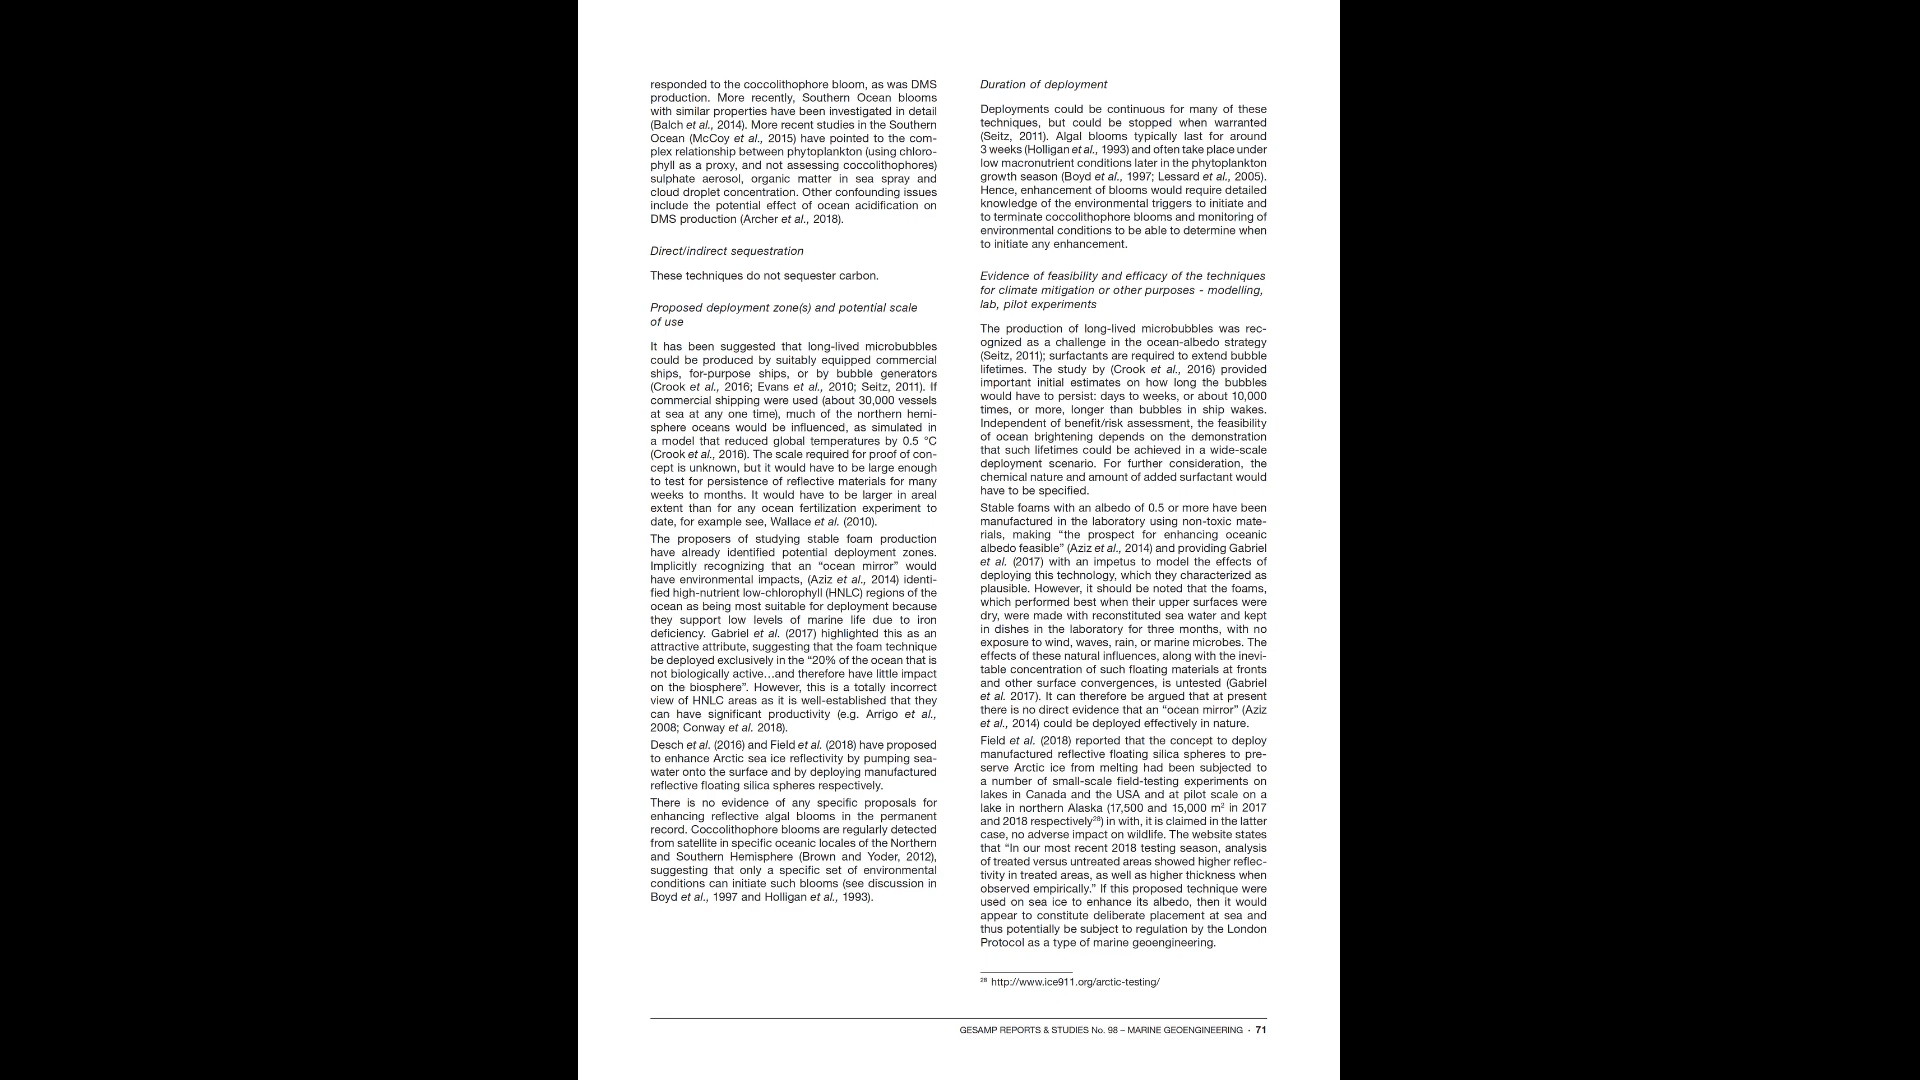 responded to the coccolithophore bloom, as was DMS
production. More recently, Southern Ocean blooms
with similar properties have been investigated in detail
(Balch et al., 2014). More recent studies in the Southern
Ocean (McCoy et al., 2015) have pointed to the com-
plex relationship between phytoplankton (using chloro-
phyll as a proxy, and not assessing coccolithophores)
sulphate aerosol, organic matter in sea spray and
cloud droplet concentration. Other confounding issues
include the potential effect of ocean acidification on
DMS production (Archer et al., 2018).
Direct/indirect sequestration
These techniques do not sequester carbon.
Proposed deployment zone(s) and potential scale
of use
It has been suggested that long-lived microbubbles
could be produced by suitably equipped commercial
ships, for-purpose ships, or by bubble generators
(Crook et al., 2016; Evans et al., 2010; Seitz, 2011). If
commercial shipping were used (about 30,000 vessels
at sea at any one time), much of the northern hemi-
sphere oceans would be influenced, as simulated in
a model that reduced global temperatures by 0.5 °C
(Crook et al., 2016). The scale required for proof of con-
cept is unknown, but it would have to be large enough
to test for persistence of reflective materials for many
weeks to months. It would have to be larger in areal
extent than for any ocean fertilization experiment to
date, for example see, Wallace et al. (2010).
The proposers of studying stable foam production
have already identified potential deployment zones.
Implicitly recognizing that an “ocean mirror” would
have environmental impacts, (Aziz et al., 2014) identi-
fied high-nutrient low-chlorophyll (HNLC) regions of the
ocean as being most suitable for deployment because
they support low levels of marine life due to iron
deficiency. Gabriel et al. (2017) highlighted this as an
attractive attribute, suggesting that the foam technique
be deployed exclusively in the “20% of the ocean that is
not biologically active…and therefore have little impact
on the biosphere”. However, this is a totally incorrect
view of HNLC areas as it is well-established that they
can have significant productivity (e.g. Arrigo et al.,
2008; Conway et al. 2018).
Desch et al. (2016) and Field et al. (2018) have proposed
to enhance Arctic sea ice reflectivity by pumping sea-
water onto the surface and by deploying manufactured
reflective floating silica spheres respectively.
There is no evidence of any specific proposals for
enhancing reflective algal blooms in the permanent
record. Coccolithophore blooms are regularly detected
from satellite in specific oceanic locales of the Northern
and Southern Hemisphere (Brown and Yoder, 2012),
suggesting that only a specific set of environmental
conditions can initiate such blooms (see discussion in
Boyd et al., 1997 and Holligan et al., 1993).
Duration of deployment
Deployments could be continuous for many of these
techniques, but could be stopped when warranted
(Seitz, 2011). Algal blooms typically last for around
3 weeks (Holligan et al., 1993) and often take place under
low macronutrient conditions later in the phytoplankton
growth season (Boyd et al., 1997; Lessard et al., 2005).
Hence, enhancement of blooms would require detailed
knowledge of the environmental triggers to initiate and
to terminate coccolithophore blooms and monitoring of
environmental conditions to be able to determine when
to initiate any enhancement.
Evidence of feasibility and efficacy of the techniques
for climate mitigation or other purposes - modelling,
lab, pilot experiments
The production of long-lived microbubbles was rec-
ognized as a challenge in the ocean-albedo strategy
(Seitz, 2011); surfactants are required to extend bubble
lifetimes. The study by (Crook et al., 2016) provided
important initial estimates on how long the bubbles
would have to persist: days to weeks, or about 10,000
times, or more, longer than bubbles in ship wakes.
Independent of benefit/risk assessment, the feasibility
of ocean brightening depends on the demonstration
that such lifetimes could be achieved in a wide-scale
deployment scenario. For further consideration, the
chemical nature and amount of added surfactant would
have to be specified.
Stable foams with an albedo of 0.5 or more have been
manufactured in the laboratory using non-toxic mate-
rials, making “the prospect for enhancing oceanic
albedo feasible” (Aziz et al., 2014) and providing Gabriel
et al. (2017) with an impetus to model the effects of
deploying this technology, which they characterized as
plausible. However, it should be noted that the foams,
which performed best when their upper surfaces were
dry, were made with reconstituted sea water and kept
in dishes in the laboratory for three months, with no
exposure to wind, waves, rain, or marine microbes. The
effects of these natural influences, along with the inevi-
table concentration of such floating materials at fronts
and other surface convergences, is untested (Gabriel
et al. 2017). It can therefore be argued that at present
there is no direct evidence that an “ocean mirror” (Aziz
et al., 2014) could be deployed effectively in nature.
Field et al. (2018) reported that the concept to deploy
manufactured reflective floating silica spheres to pre-
serve Arctic ice from melting had been subjected to
a number of small-scale field-testing experiments on
lakes in Canada and the USA and at pilot scale on a
lake in northern Alaska (17,500 and 15,000 m² in 2017
and 2018 respectively²⁸) in with, it is claimed in the latter
case, no adverse impact on wildlife. The website states
that “In our most recent 2018 testing season, analysis
of treated versus untreated areas showed higher reflec-
tivity in treated areas, as well as higher thickness when
observed empirically.” If this proposed technique were
used on sea ice to enhance its albedo, then it would
appear to constitute deliberate placement at sea and
thus potentially be subject to regulation by the London
Protocol as a type of marine geoengineering.
²⁸ http://www.ice911.org/arctic-testing/
GESAMP REPORTS & STUDIES No. 98 – MARINE GEOENGINEERING · 71